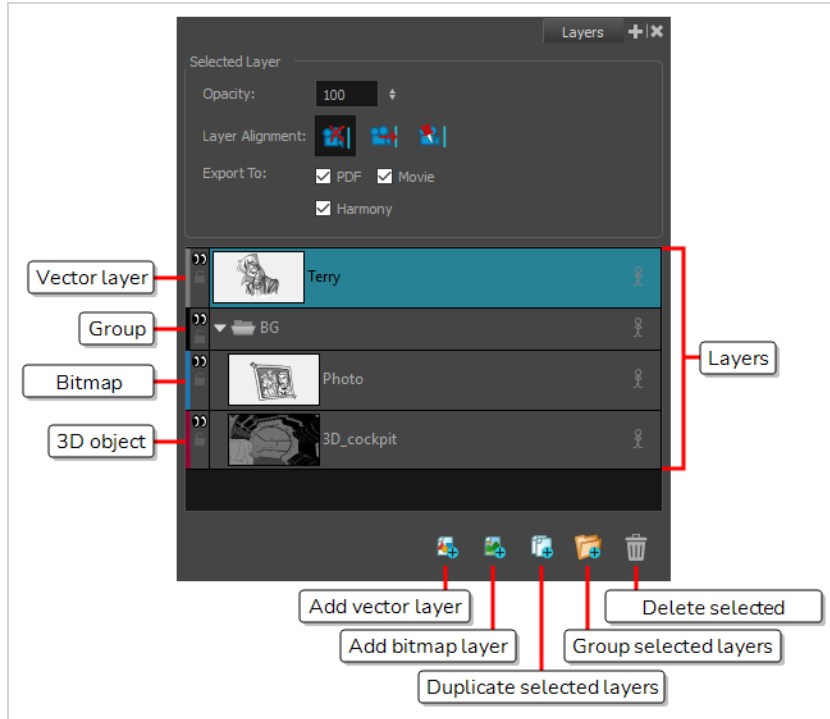 Layers
Selected Layer
Opacity: 100
Layer Alignment:
Export To: PDF Movie
Harmony
Vector layer
Terry
Group
BG
Layers
Bitmap
Photo
3D object
3D_cockpit
Add vector layer
Delete selected
Add bitmap layer
Group selected layers
Duplicate selected layers